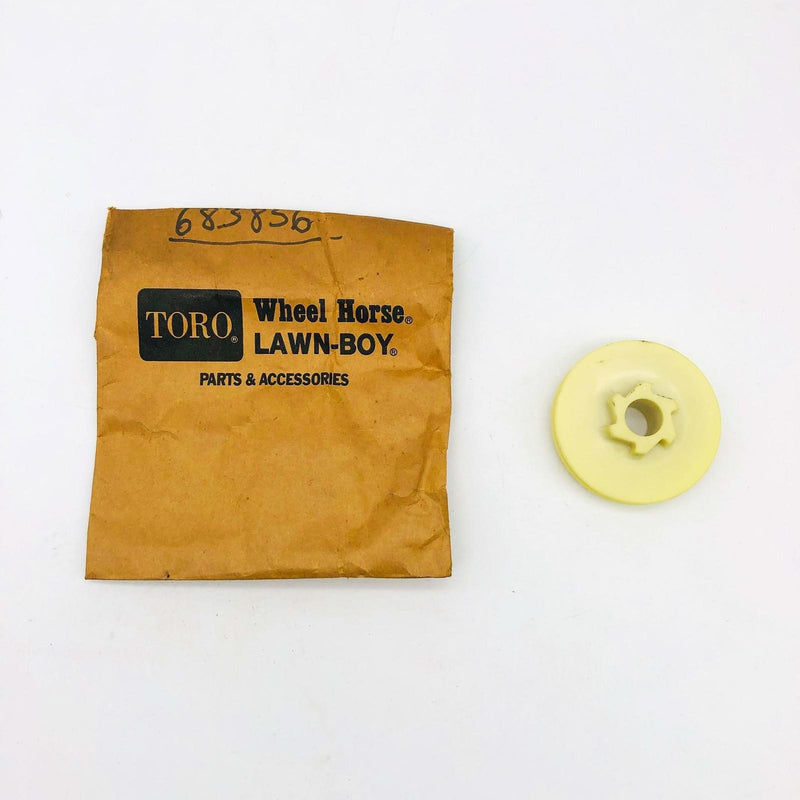 683856
TORO®
Wheel Horse®
LAWN-BOY®
PARTS & ACCESSORIES